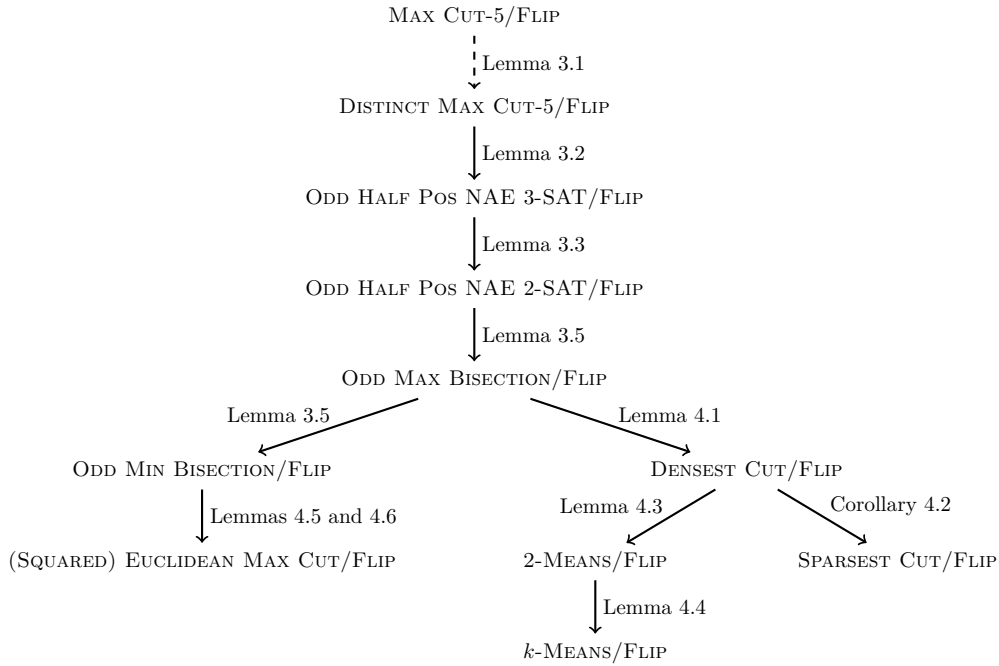 Max Cut-5/Flip
Lemma 3.1
Distinct Max Cut-5/Flip
Lemma 3.2
Odd Half Pos NAE 3-SAT/Flip
Lemma 3.3
Odd Half Pos NAE 2-SAT/Flip
Lemma 3.5
Odd Max Bisection/Flip
Lemma 3.5
Lemma 4.1
Odd Min Bisection/Flip
Densest Cut/Flip
Lemmas 4.5 and 4.6
Lemma 4.3
Corollary 4.2
(Squared) Euclidean Max Cut/Flip
2-Means/Flip
Sparsest Cut/Flip
Lemma 4.4
k-Means/Flip